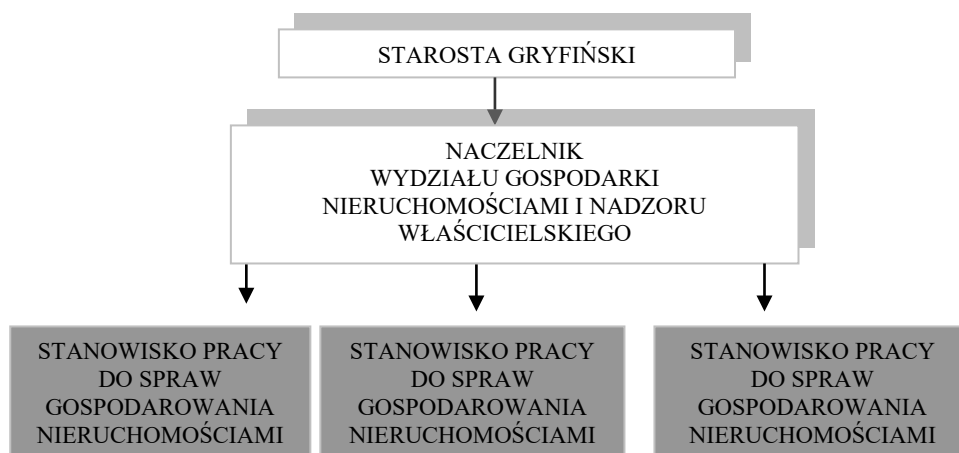 STAROSTA GRYFIŃSKI
NACZELNIK
WYDZIAŁU GOSPODARKI
NIERUCHOMOŚCIAMI I NADZORU
WŁAŚCICIELSKIEGO
STANOWISKO PRACY
DO SPRAW
GOSPODAROWANIA
NIERUCHOMOŚCIAMI
STANOWISKO PRACY
DO SPRAW
GOSPODAROWANIA
NIERUCHOMOŚCIAMI
STANOWISKO PRACY
DO SPRAW
GOSPODAROWANIA
NIERUCHOMOŚCIAMI